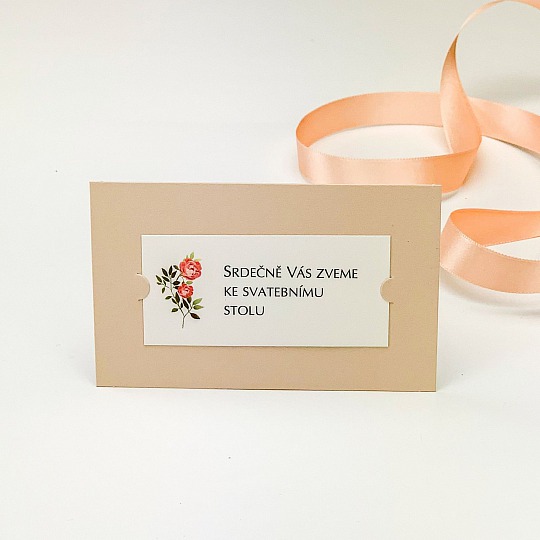 Srdečně Vás zveme
ke svatebnímu
stolu